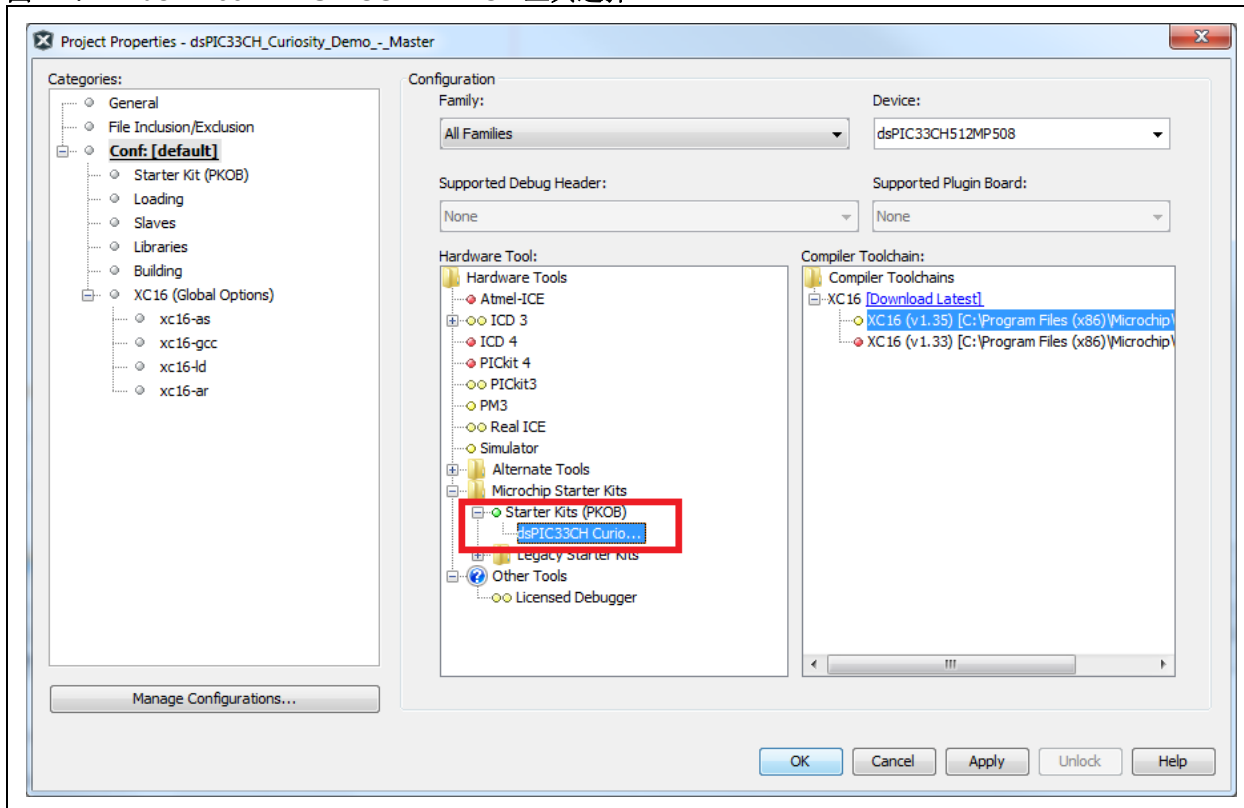 Project Properties - dsPIC33CH_Curiosity_Demo_-_Master
Categories:
General
File Inclusion/Exclusion
Conf: [default]
Starter Kit (PKOB)
Loading
Slaves
Libraries
Building
XC16 (Global Options)
xc16-as
xc16-gcc
xc16-ld
xc16-ar
Manage Configurations...
Configuration
Family:
All Families
Device:
dsPIC33CH512MP508
Supported Debug Header:
None
Supported Plugin Board:
None
Hardware Tool:
Hardware Tools
Atmel-ICE
ICD 3
ICD 4
PICkit 4
PICkit3
PM3
Real ICE
Simulator
Alternate Tools
Microchip Starter Kits
Starter Kits (PKOB)
dsPIC33CH Curio...
Legacy Starter Kits
Other Tools
Licensed Debugger
Compiler Toolchain:
Compiler Toolchains
XC16 [Download Latest]
XC16 (v1.35) [C:\Program Files (x86)\Microchip\
XC16 (v1.33) [C:\Program Files (x86)\Microchip\
OK
Cancel
Apply
Unlock
Help